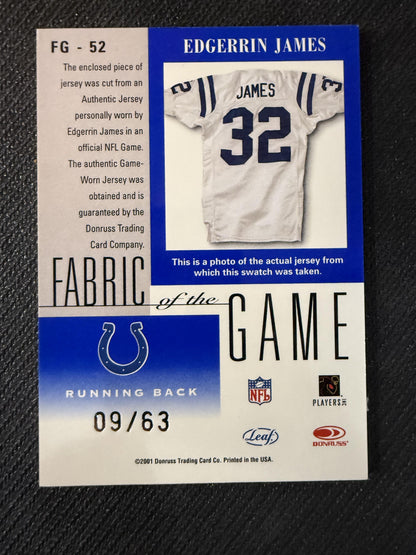 FG - 52
EDGERRIN JAMES
The enclosed piece of
jersey was cut from an
Authentic Jersey
personally worn by
Edgerrin James in an
official NFL Game.
The authentic Game-
Worn Jersey was
obtained and is
guaranteed by the
Donruss Trading
Card Company.
32
32
JAMES
32
This is a photo of the actual jersey from
which this swatch was taken.
FABRIC of the
GAME
RUNNING BACK
09/63
NFL
PLAYERS INC
Leaf
DONRUSS
©2001 Donruss Trading Card Co. Printed in the USA.